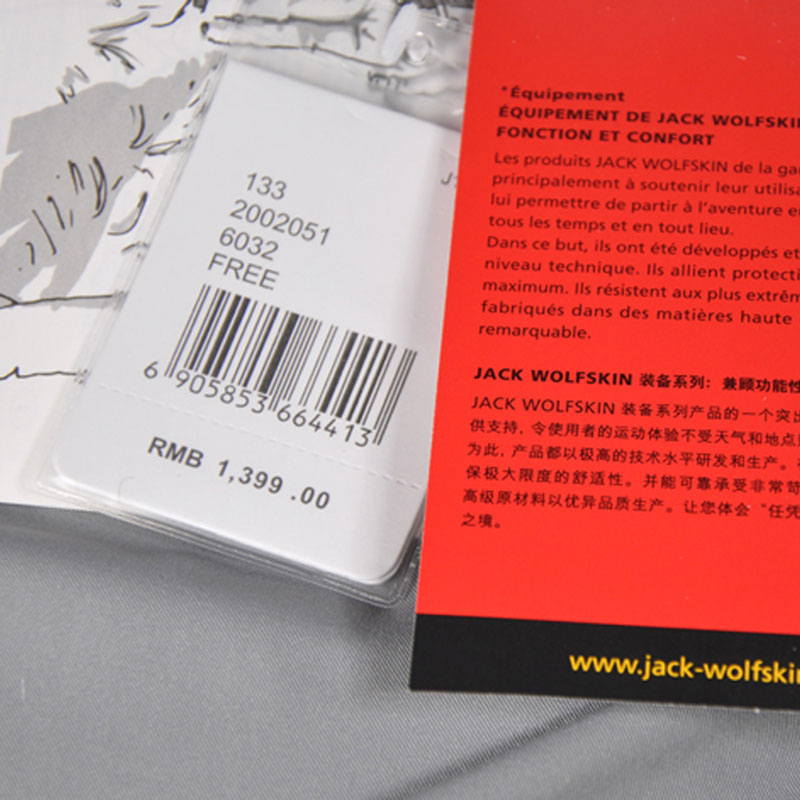 133
2002051
6032
FREE
6 905853 664413
RMB 1,399 .00
*Équipement
ÉQUIPEMENT DE JACK WOLFSKIN
FONCTION ET CONFORT
Les produits JACK WOLFSKIN de la
principalement à soutenir leur
lui permettre de partir à l'aventure
tous les temps et en tout lieu.
Dans ce but, ils ont été développés et
niveau technique. Ils allient
maximum. Ils résistent aux plus
fabriqués dans des matières haute
remarquable.
JACK WOLFSKIN 装备系列: 兼顾功能性
JACK WOLFSKIN 装备系列产品的一个突
供支持, 令使用者的运动体验不受天气和地点
为此, 产品都以极高的技术水平研发和生产。
保极大限度的舒适性。并能可靠承受非常苛
高级原材料以优异品质生产。让您体会 “任凭
之境。
www.jack-wolfskin